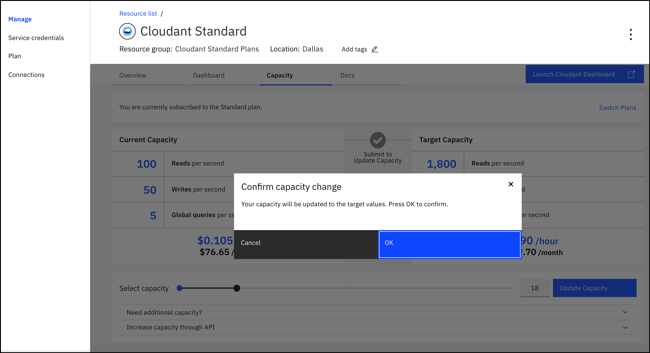 Manage
Service credentials
Plan
Connections
Resource list /
Cloudant Standard
Resource group: Cloudant Standard Plans Location: Dallas Add tags
Overview Dashboard Capacity Docs
Launch Cloudant Dashboard
You are currently subscribed to the Standard plan.
Switch Plans
Current Capacity
Submit to
Update Capacity
Target Capacity
100 Reads per second
1,800 Reads per second
50 Writes per second
per second
5 Global queries per se
per second
$0.105
90 /hour
$76.65 /
.70 /month
Confirm capacity change
Your capacity will be updated to the target values. Press OK to confirm.
Cancel
OK
Select capacity
18
Update Capacity
Need additional capacity?
Increase capacity through API